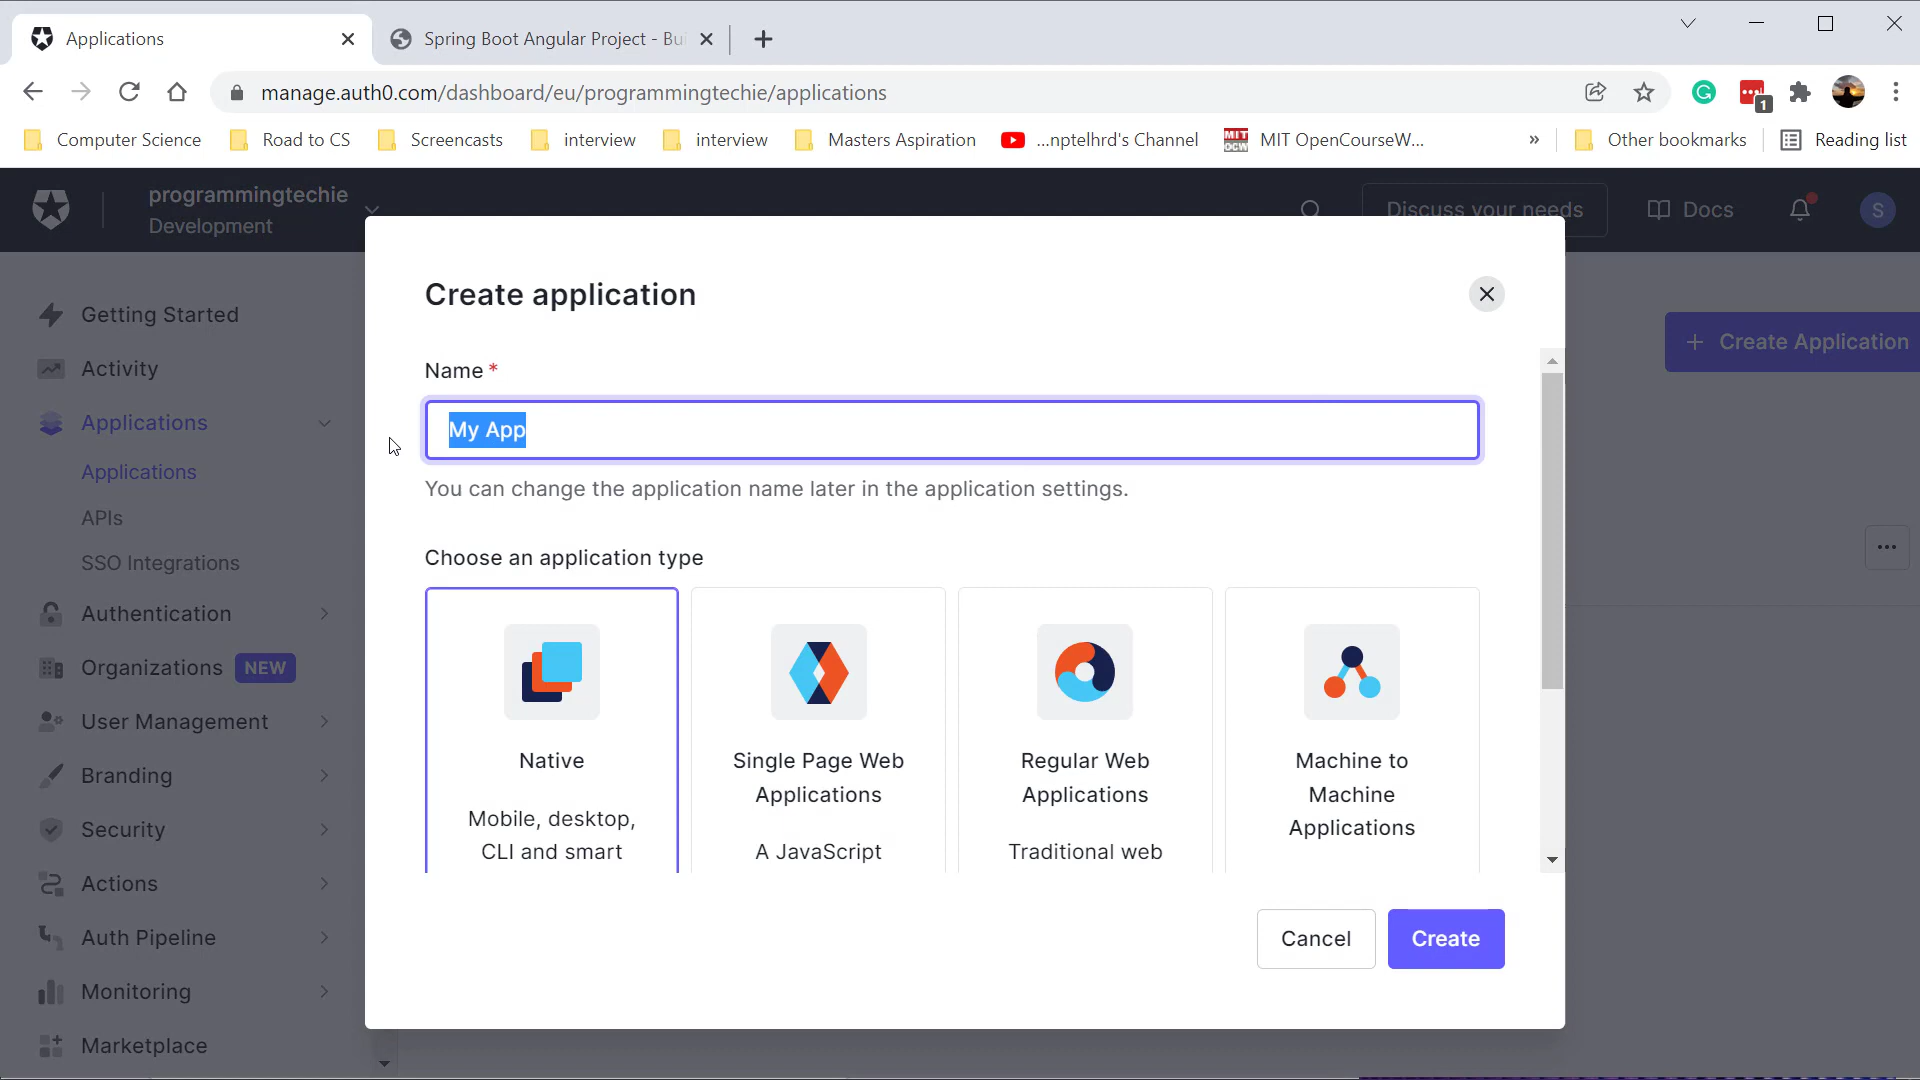 Applications
Spring Boot Angular Project - Bu
manage.auth0.com/dashboard/eu/programmingtechie/applications
1
Computer Science
Road to CS
Screencasts
interview
interview
Masters Aspiration
...nptelhrd's Channel
MIT OCW
MIT OpenCourseW...
»
Other bookmarks
Reading list
programmingtechie
Development
Discuss your needs
Docs
S
Getting Started
Activity
Applications
Applications
APIs
SSO Integrations
Authentication
Organizations NEW
User Management
Branding
Security
Actions
Auth Pipeline
Monitoring
Marketplace
+ Create Application
Create application
Name *
My App
You can change the application name later in the application settings.
Choose an application type
Native
Mobile, desktop,
CLI and smart
Single Page Web
Applications
A JavaScript
Regular Web
Applications
Traditional web
Machine to
Machine
Applications
Cancel
Create